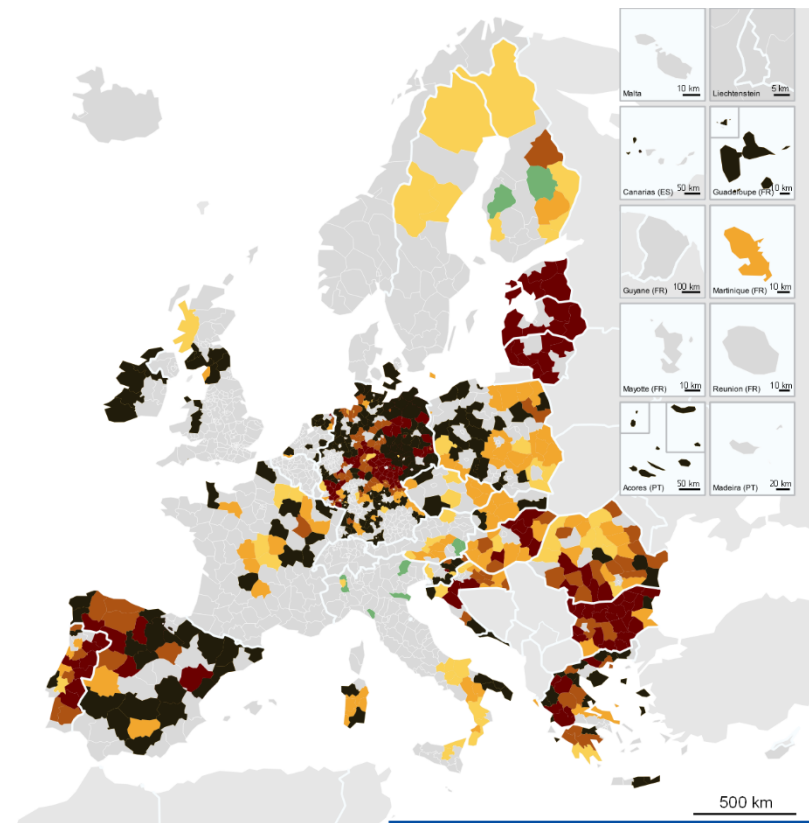 Malta
10 km
Liechtenstein
5 km
Canarias (ES)
50 km
Guadeloupe (FR)
10 km
Guyane (FR)
100 km
Martinique (FR)
10 km
Mayotte (FR)
10 km
Reunion (FR)
10 km
Acores (PT)
50 km
Madeira (PT)
20 km
500 km